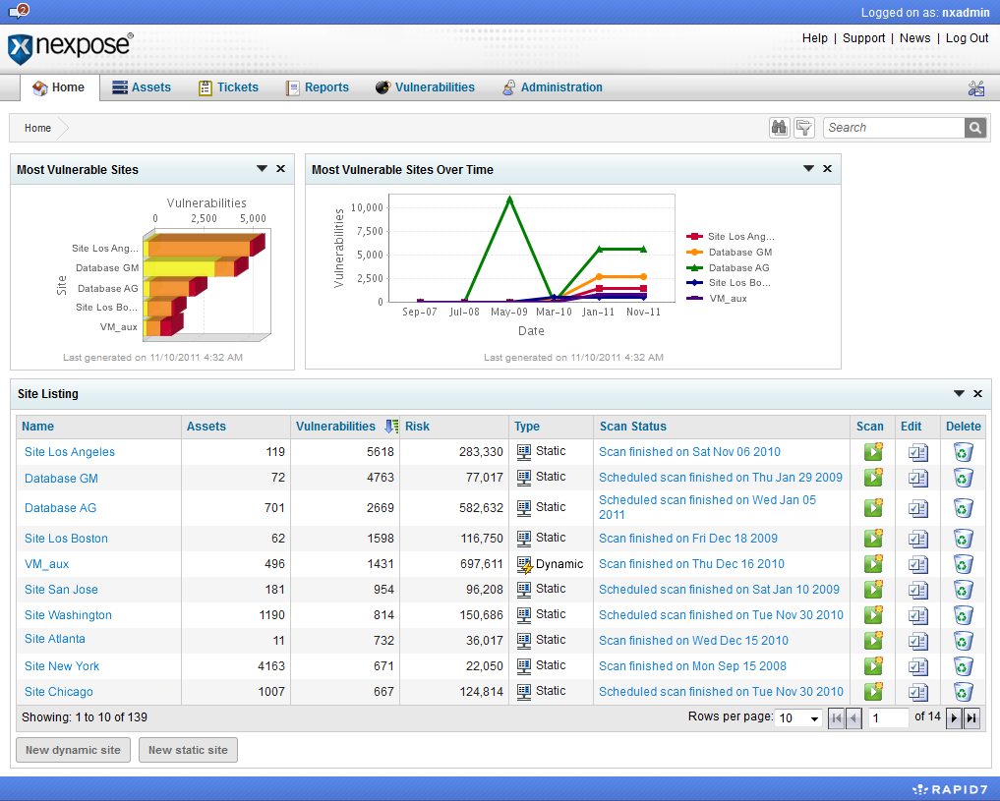 2
Logged on as: nxadmin
nexpose®
Help | Support | News | Log Out
Home Assets Tickets Reports Vulnerabilities Administration
Home
Search
Most Vulnerable Sites
Vulnerabilities
0 2,500 5,000
Site
Site Los Ang...
Database GM
Database AG
Site Los Bo...
VM_aux
Last generated on 11/10/2011 4:32 AM
Most Vulnerable Sites Over Time
Vulnerabilities
10,000
7,500
5,000
2,500
0
Sep-07 Jul-08 May-09 Mar-10 Jan-11 Nov-11
Date
Site Los Ang...
Database GM
Database AG
Site Los Bo...
VM_aux
Last generated on 11/10/2011 4:32 AM
Site Listing
Name Assets Vulnerabilities Risk Type Scan Status Scan Edit Delete
Site Los Angeles 119 5618 283,330 Static Scan finished on Sat Nov 06 2010
Database GM 72 4763 77,017 Static Scheduled scan finished on Thu Jan 29 2009
Database AG 701 2669 582,632 Static Scheduled scan finished on Wed Jan 05
2011
Site Los Boston 62 1598 116,750 Static Scan finished on Fri Dec 18 2009
VM_aux 496 1431 697,611 Dynamic Scan finished on Thu Dec 16 2010
Site San Jose 181 954 96,208 Static Scheduled scan finished on Sat Jan 10 2009
Site Washington 1190 814 150,686 Static Scheduled scan finished on Tue Nov 30 2010
Site Atlanta 11 732 36,017 Static Scan finished on Wed Dec 15 2010
Site New York 4163 671 22,050 Static Scan finished on Mon Sep 15 2008
Site Chicago 1007 667 124,814 Static Scheduled scan finished on Tue Nov 30 2010
Showing: 1 to 10 of 139
Rows per page: 10 1 of 14
New dynamic site New static site
RAPID7